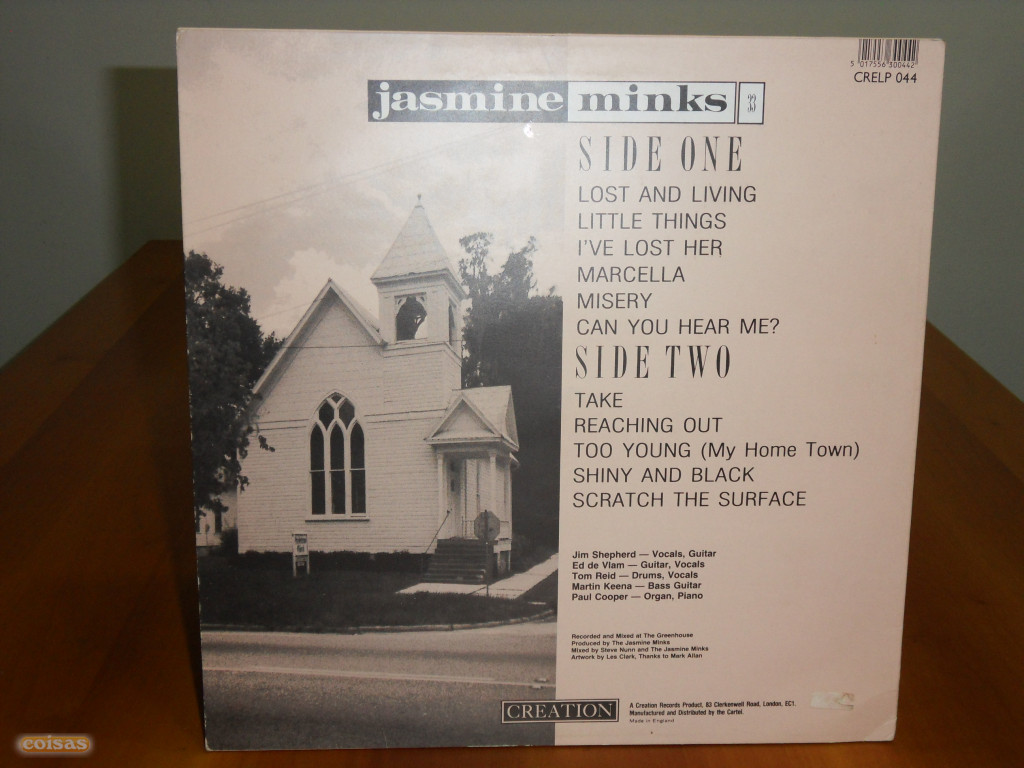 5 017556 300442
CRELP 044
jasmine minks 33
SIDE ONE
LOST AND LIVING
LITTLE THINGS
I'VE LOST HER
MARCELLA
MISERY
CAN YOU HEAR ME?
SIDE TWO
TAKE
REACHING OUT
TOO YOUNG (My Home Town)
SHINY AND BLACK
SCRATCH THE SURFACE
Jim Shepherd — Vocals, Guitar
Ed de Vlam — Guitar, Vocals
Tom Reid — Drums, Vocals
Martin Keena — Bass Guitar
Paul Cooper — Organ, Piano
Recorded and Mixed at The Greenhouse
Produced by The Jasmine Minks
Mixed by Steve Nunn and The Jasmine Minks
Artwork by Les Clark, Thanks to Mark Allan
CREATION
A Creation Records Product, 83 Clerkenwell Road, London, EC1.
Manufactured and Distributed by the Cartel.
Made in England
coisas